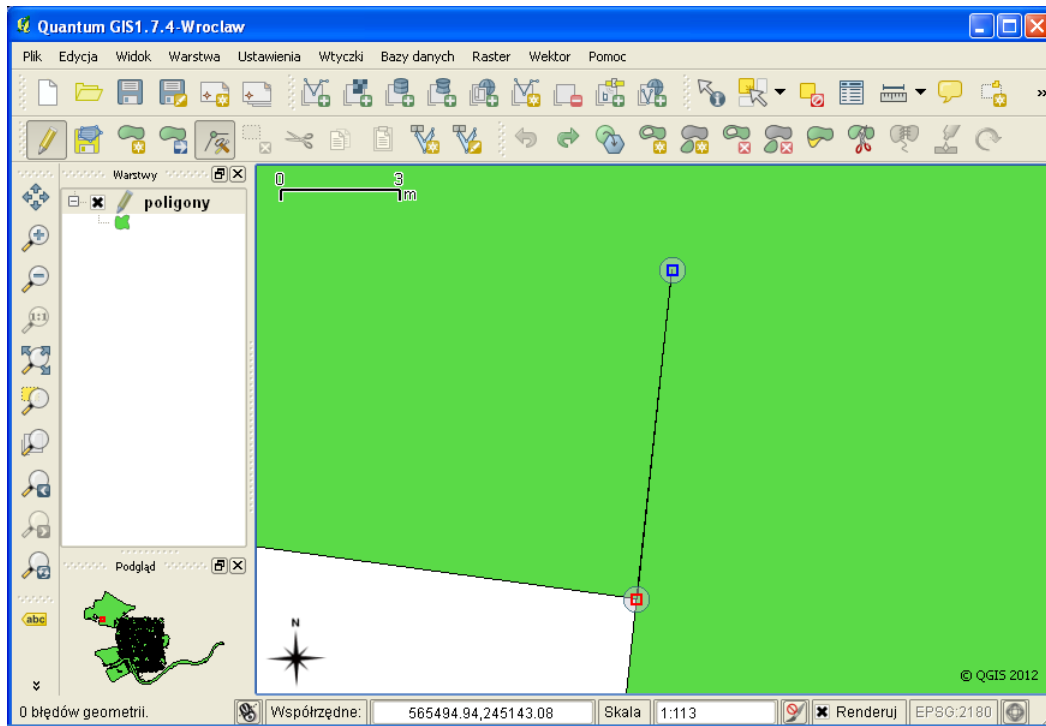 Quantum GIS1.7.4-Wroclaw
Plik Edycja Widok Warstwa Ustawienia Wtyczki Bazy danych Raster Wektor Pomoc
»
Warstwy
poligony
1:1
0 3
m
Podgląd
abc
N
© QGIS 2012
0 błędów geometrii. Współrzędne: 565494.94,245143.08 Skala 1:113 Renderuj EPSG:2180